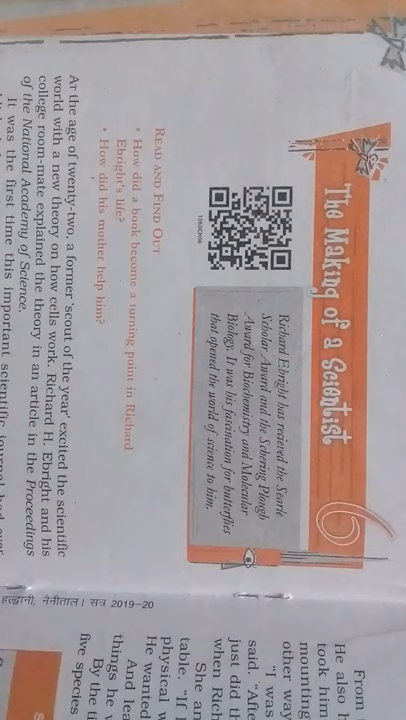 The Making of a Scientist
6
Richard Ebright has recieved the Searle
Scholar Award and the Schering Plough
Award for Biochemistry and Molecular
Biology. It was his fascination for butterflies
that opened the world of science to him.
1066CH06
READ AND FIND OUT
• How did a book become a turning point in Richard
Ebright's life?
• How did his mother help him?
AT the age of twenty-two, a former 'scout of the year' excited the scientific
world with a new theory on how cells work. Richard H. Ebright and his
college room-mate explained the theory in an article in the Proceedings
of the National Academy of Science.
It was the first time this important scientific journal had ever
हल्द्वानी, नैनीताल। सत्र 2019–20
From
He also
took him
mounting
other way
"I was
said. "Afte
just did th
when Rich
She an
table. "If I
physical
He wanted
And lea
things he
By the
five species